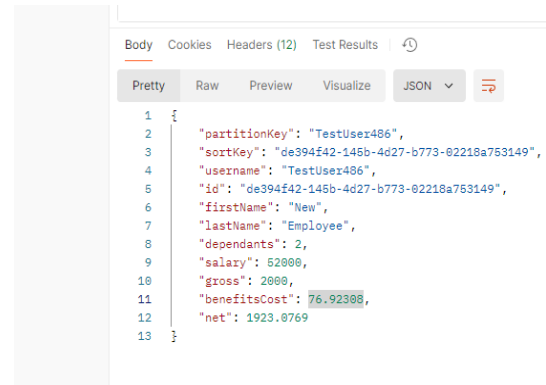 Body Cookies Headers (12) Test Results
Pretty Raw Preview Visualize JSON
1 {
2 "partitionKey": "TestUser486",
3 "sortKey": "de394f42-145b-4d27-b773-02218a753149",
4 "username": "TestUser486",
5 "id": "de394f42-145b-4d27-b773-02218a753149",
6 "firstName": "New",
7 "lastName": "Employee",
8 "dependants": 2,
9 "salary": 52000,
10 "gross": 2000,
11 "benefitsCost": 76.92308,
12 "net": 1923.0769
13 }